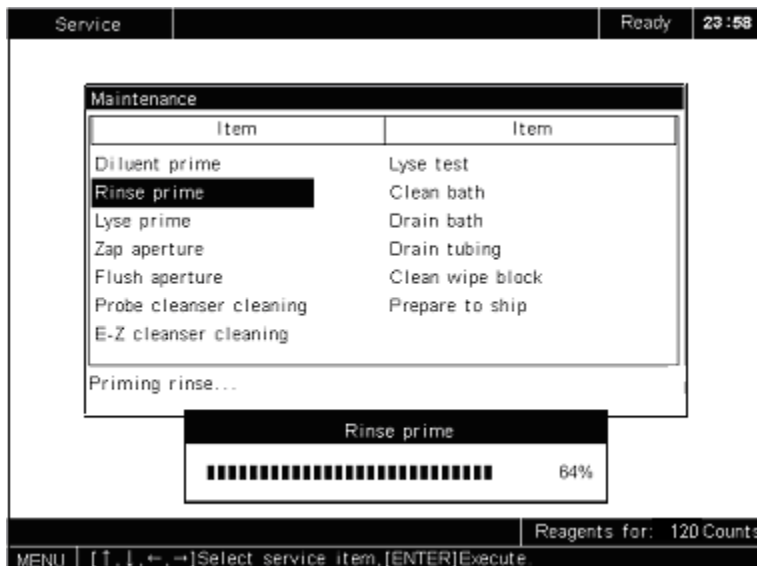 Service Ready 23:58
Maintenance
Item Item
Diluent prime Lyse test
Rinse prime Clean bath
Lyse prime Drain bath
Zap aperture Drain tubing
Flush aperture Clean wipe block
Probe cleanser cleaning Prepare to ship
E-Z cleanser cleaning
Priming rinse...
Rinse prime
64%
Reagents for: 120 Counts
MENU [↑,↓,←,→]Select service item,[ENTER]Execute.